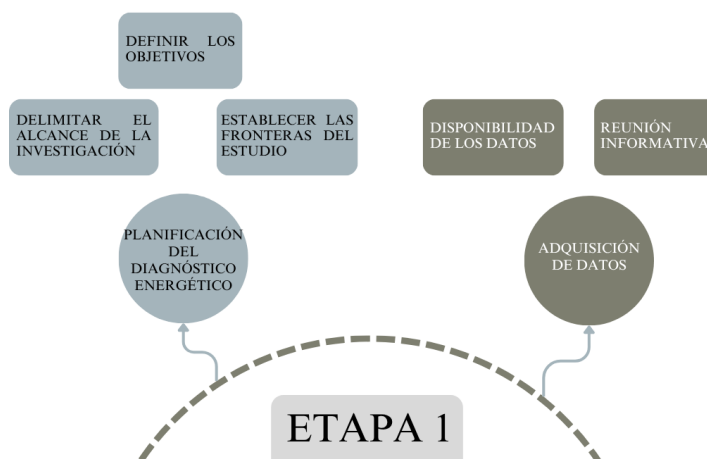 DEFINIR LOS
OBJETIVOS
DELIMITAR EL
ALCANCE DE LA
INVESTIGACIÓN
ESTABLECER LAS
FRONTERAS DEL
ESTUDIO
DISPONIBILIDAD
DE LOS DATOS
REUNIÓN
INFORMATIVA
PLANIFICACIÓN
DEL
DIAGNÓSTICO
ENERGÉTICO
ADQUISICIÓN
DE DATOS
ETAPA 1